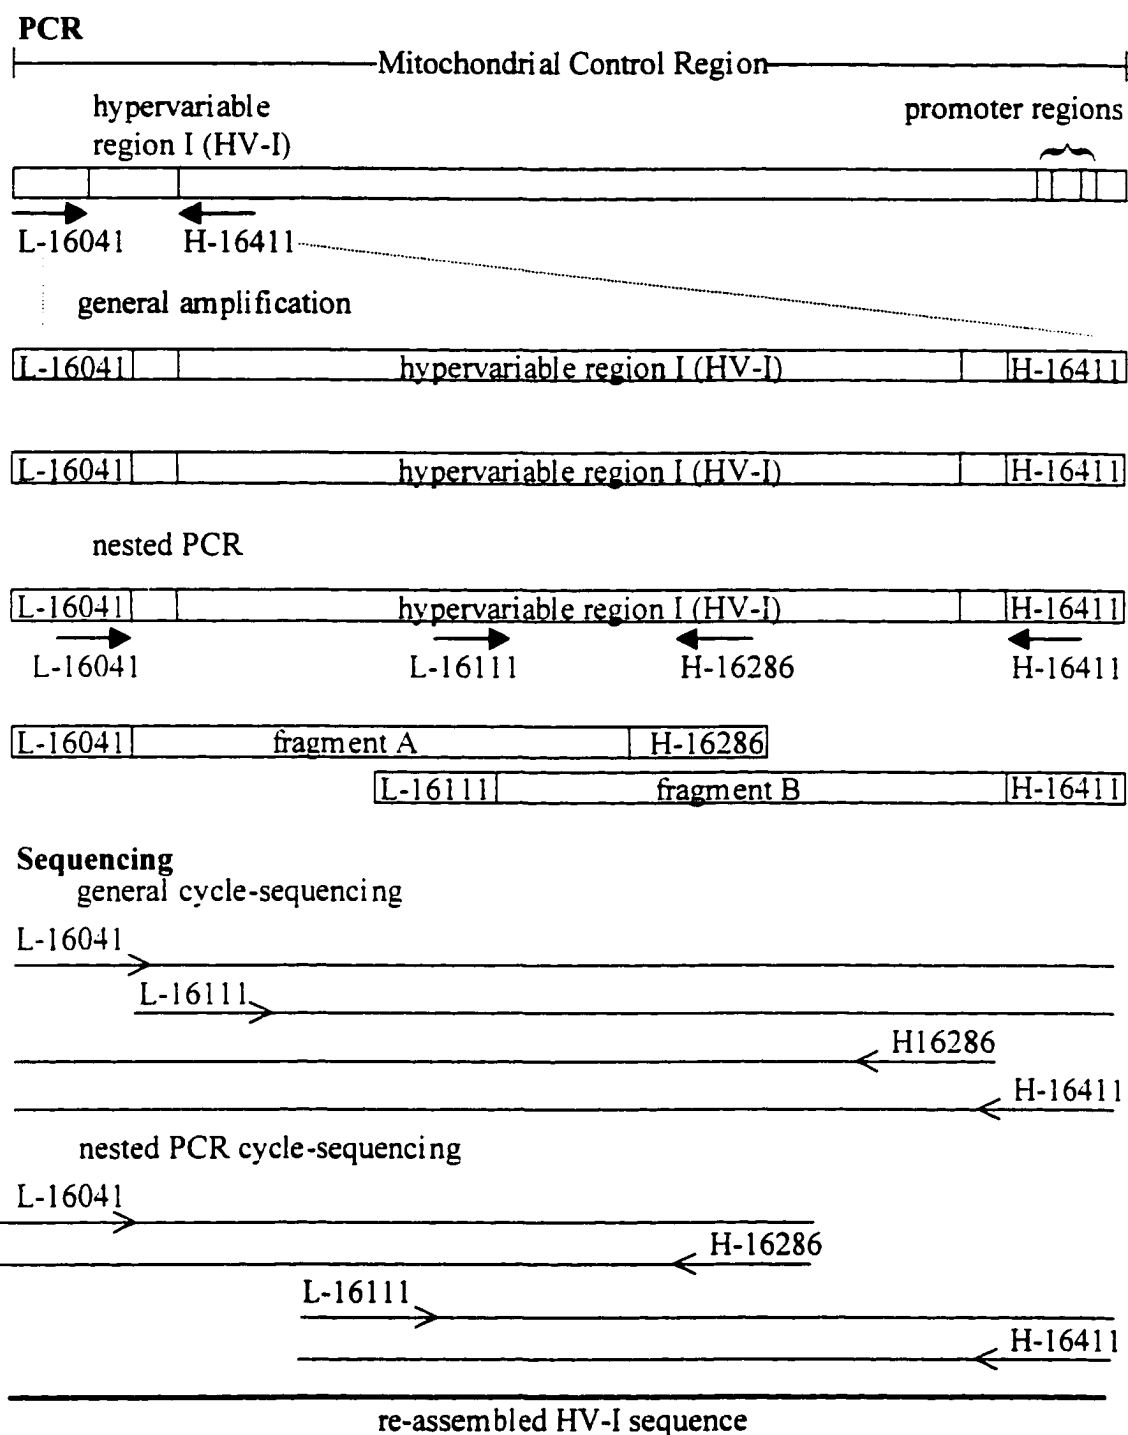 PCR
Mitochondrial Control Region
hypervariable
region I (HV-I)
promoter regions
L-16041 H-16411
general amplification
L-16041 hypervariable region I (HV-I) H-16411
L-16041 hypervariable region I (HV-I) H-16411
nested PCR
L-16041 hypervariable region I (HV-I) H-16411
L-16041 L-16111 H-16286 H-16411
L-16041 fragment A H-16286
L-16111 fragment B H-16411
Sequencing
general cycle-sequencing
L-16041
L-16111
H16286
H-16411
nested PCR cycle-sequencing
L-16041
H-16286
L-16111
H-16411
re-assembled HV-I sequence